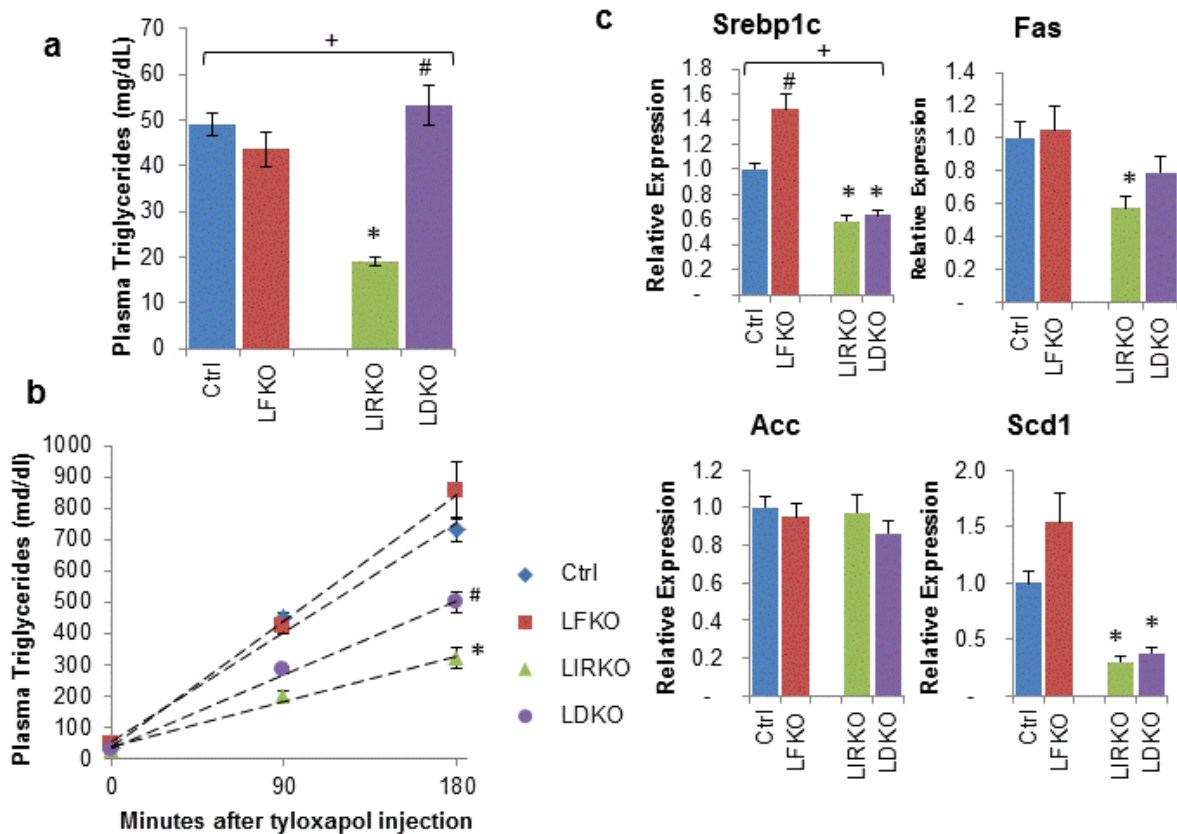 a
Plasma Triglycerides (mg/dL)
70
60
50
40
30
20
10
0
+
*
#
Ctrl
LFKO
LIRKO
LDKO
b
Plasma Triglycerides (md/dl)
1000
900
800
700
600
500
400
300
200
100
0
0
90
180
Minutes after tyloxapol injection
#
*
Ctrl
LFKO
LIRKO
LDKO
c
Srebp1c
Relative Expression
1.8
1.6
1.4
1.2
1.0
0.8
0.6
0.4
0.2
-
+
#
*
*
Ctrl
LFKO
LIRKO
LDKO
Fas
Relative Expression
1.4
1.2
1.0
0.8
0.6
0.4
0.2
-
*
Ctrl
LFKO
LIRKO
LDKO
Acc
Relative Expression
1.2
1.0
0.8
0.6
0.4
0.2
-
Ctrl
LFKO
LIRKO
LDKO
Scd1
Relative Expression
2.0
1.5
1.0
0.5
-
*
*
Ctrl
LFKO
LIRKO
LDKO